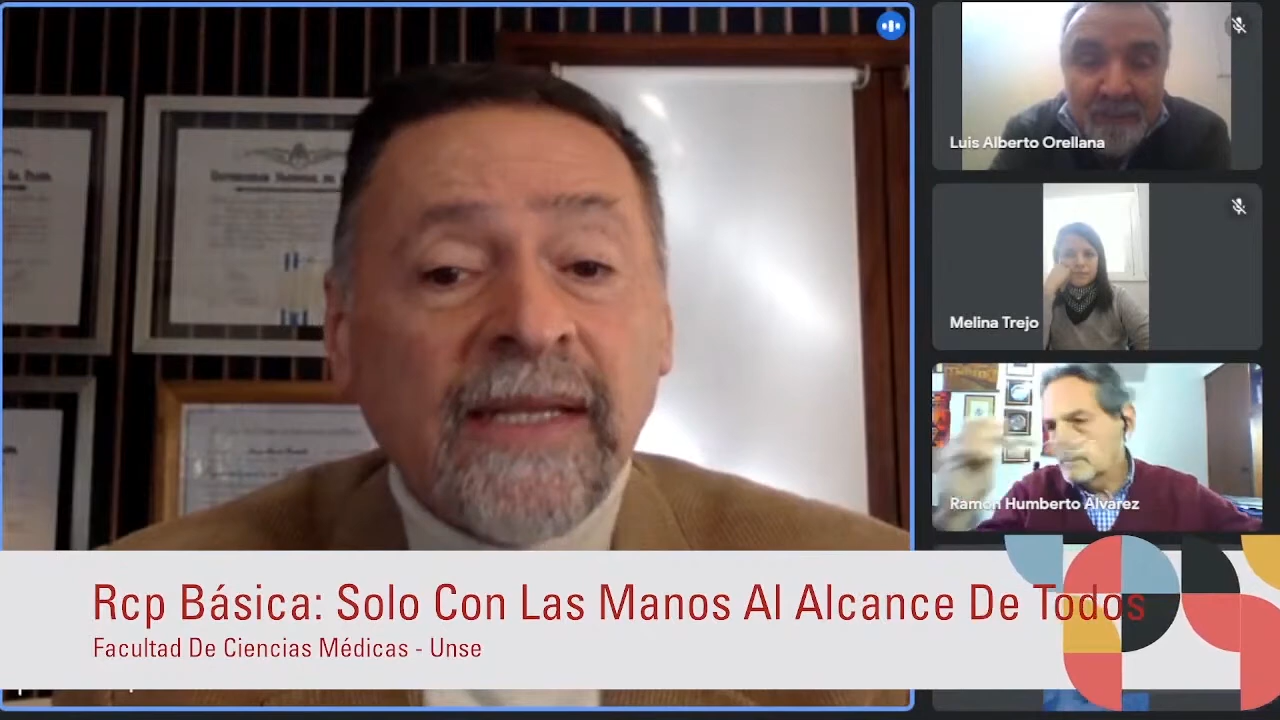 Luis Alberto Orellana
Melina Trejo
Ramón Humberto Alvarez
Rcp Básica: Solo Con Las Manos Al Alcance De Todos
Facultad De Ciencias Médicas - Unse